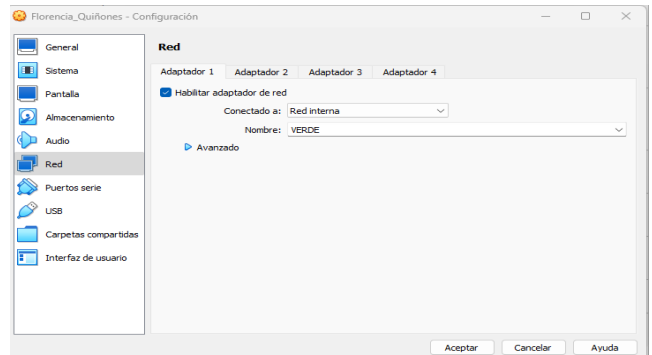 Florencia_Quiñones - Configuración
General
Sistema
Pantalla
Almacenamiento
Audio
Red
Puertos serie
USB
Carpetas compartidas
Interfaz de usuario
Red
Adaptador 1 Adaptador 2 Adaptador 3 Adaptador 4
Habilitar adaptador de red
Conectado a: Red interna
Nombre: VERDE
Avanzado
Aceptar Cancelar Ayuda